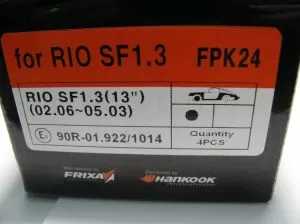 for RIO SF1.3 FPK24
RIO SF1.3(13")
(02.06~05.03)
90R-01.922/1014
Quantity
4PCS
FRIXA
HANKOOK